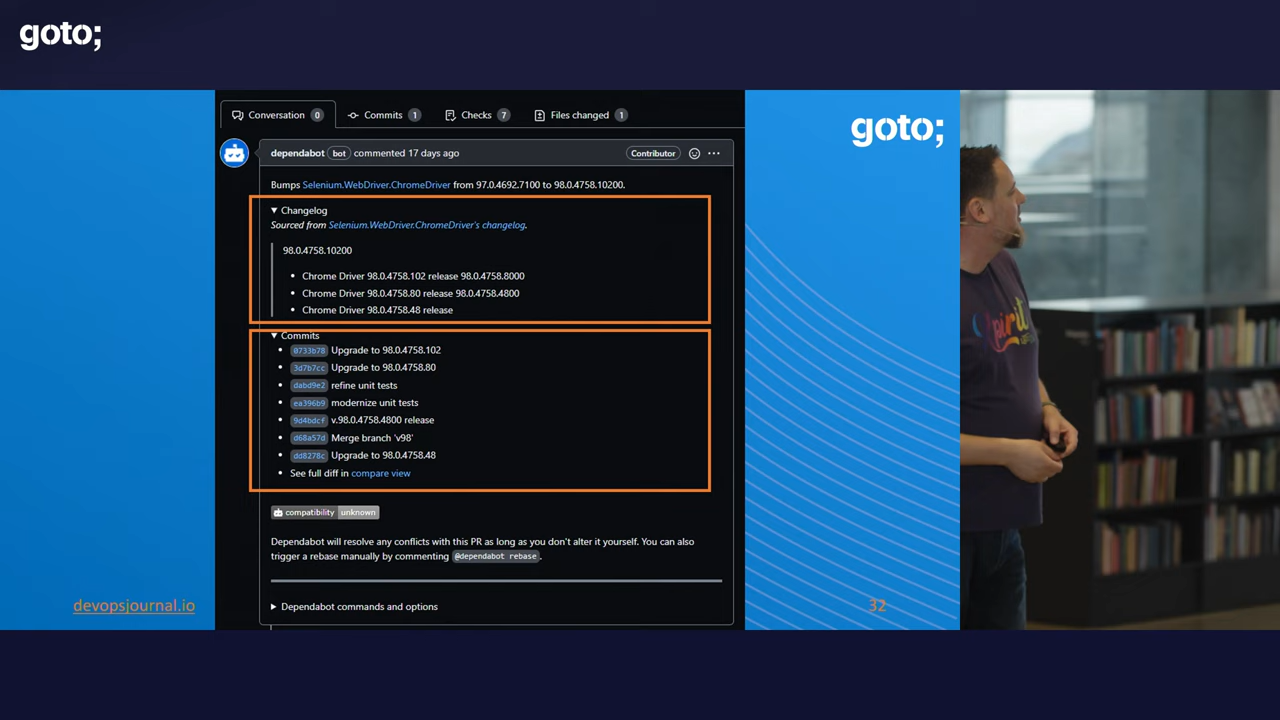 goto;
goto;
Conversation 0
Commits 1
Checks 7
Files changed 1
dependabot bot commented 17 days ago
Contributor
Bumps Selenium.WebDriver.ChromeDriver from 97.0.4692.7100 to 98.0.4758.10200.
Changelog
Sourced from Selenium.WebDriver.ChromeDriver's changelog.
98.0.4758.10200
Chrome Driver 98.0.4758.102 release 98.0.4758.8000
Chrome Driver 98.0.4758.80 release 98.0.4758.4800
Chrome Driver 98.0.4758.48 release
Commits
0733b78 Upgrade to 98.0.4758.102
3d7b7cc Upgrade to 98.0.4758.80
dabd9e2 refine unit tests
ea396b9 modernize unit tests
9d4bdcf v.98.0.4758.4800 release
d68a57d Merge branch 'v98'
dd8278c Upgrade to 98.0.4758.48
See full diff in compare view
compatibility unknown
Dependabot will resolve any conflicts with this PR as long as you don't alter it yourself. You can also
trigger a rebase manually by commenting @dependabot rebase.
Dependabot commands and options
devopsjournal.io
32